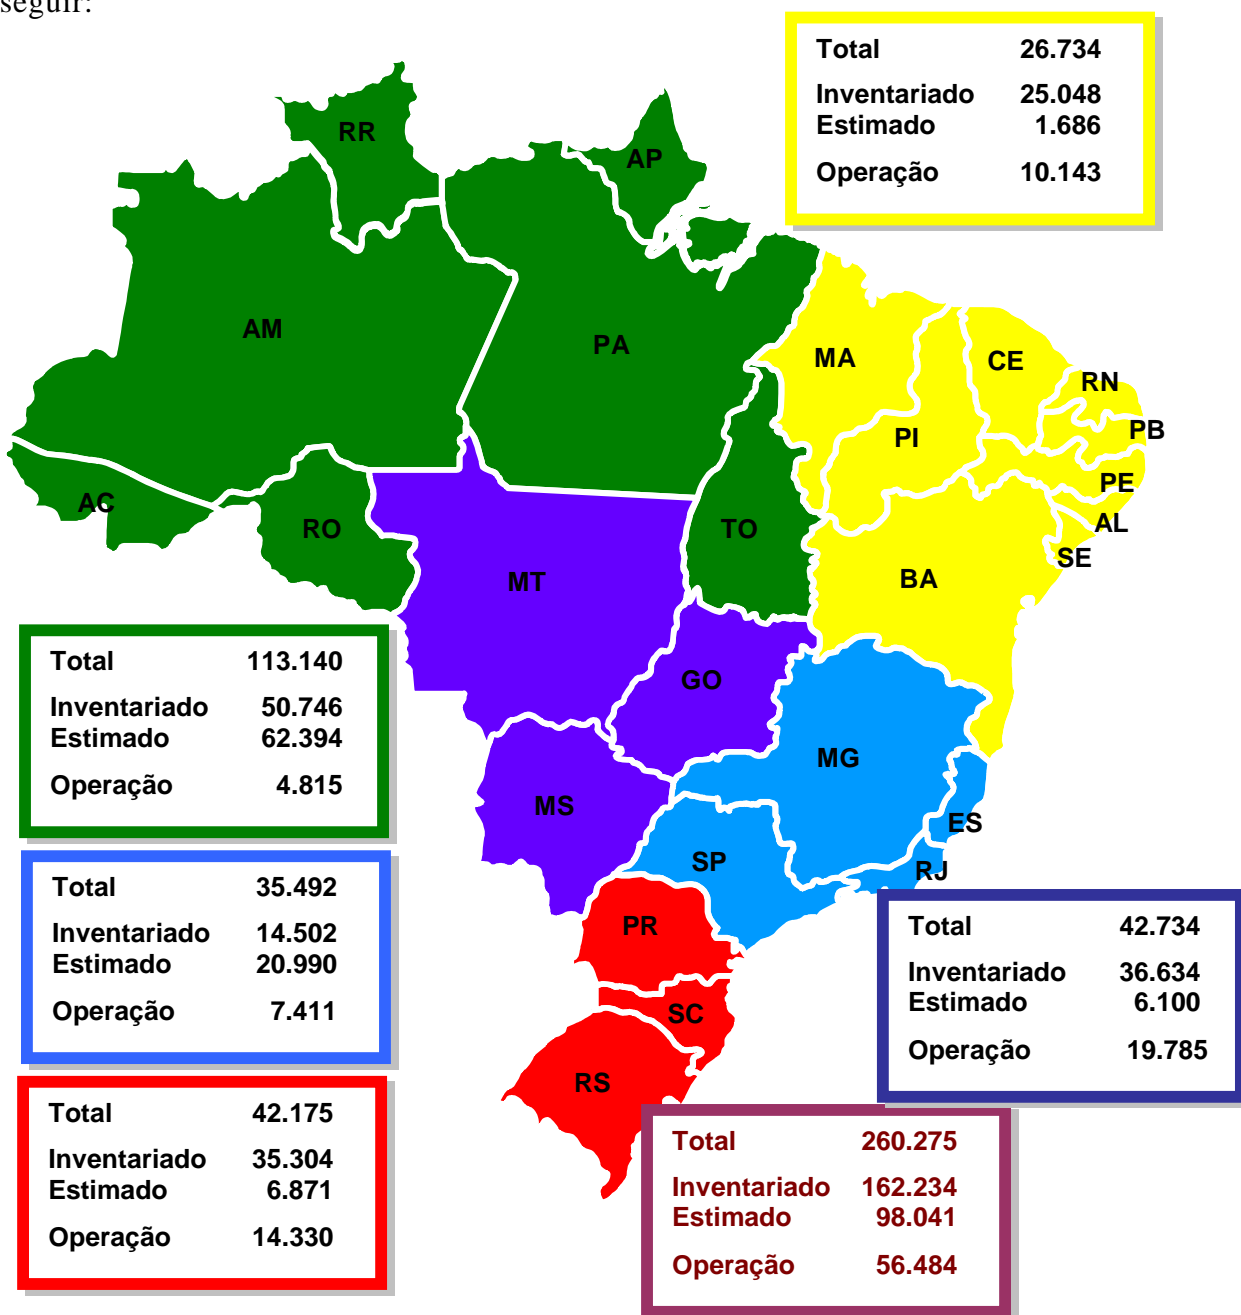 seguir:
Total 26.734
Inventariado 25.048
Estimado 1.686
Operação 10.143
RR
AP
AM
PA
MA
CE
RN
PI
PB
PE
AC
RO
TO
AL
SE
MT
BA
GO
MG
MS
ES
SP
RJ
PR
SC
RS
Total 113.140
Inventariado 50.746
Estimado 62.394
Operação 4.815
Total 35.492
Inventariado 14.502
Estimado 20.990
Operação 7.411
Total 42.734
Inventariado 36.634
Estimado 6.100
Operação 19.785
Total 42.175
Inventariado 35.304
Estimado 6.871
Operação 14.330
Total 260.275
Inventariado 162.234
Estimado 98.041
Operação 56.484